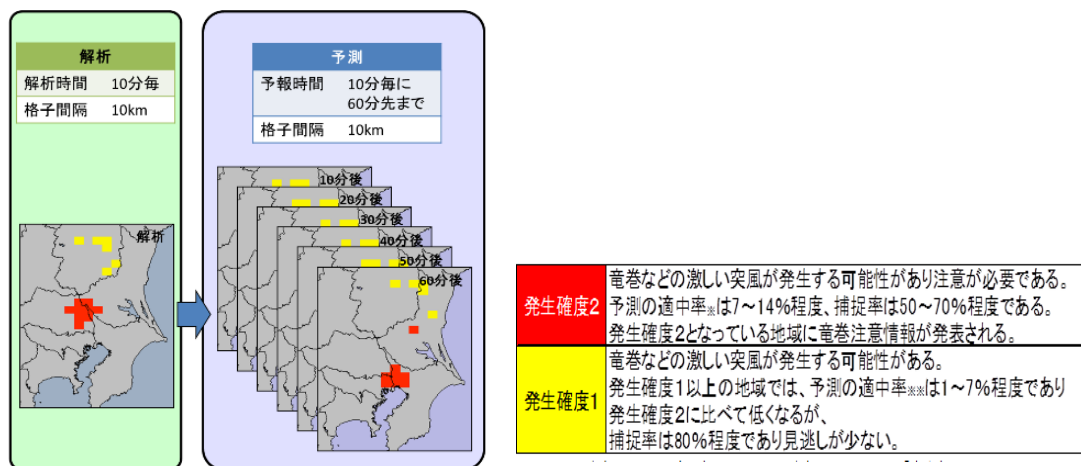 解析
解析時間 10分毎
格子間隔 10km
解析
予測
予報時間 10分毎に
60分先まで
格子間隔 10km
10分後
20分後
30分後
40分後
50分後
60分後
発生確度2
竜巻などの激しい突風が発生する可能性があり注意が必要である。
予測の適中率※は7~14%程度、捕捉率は50~70%程度である。
発生確度2となっている地域に竜巻注意情報が発表される。
発生確度1
竜巻などの激しい突風が発生する可能性がある。
発生確度1以上の地域では、予測の適中率※※は1~7%程度であり
発生確度2に比べて低くなるが、
捕捉率は80%程度であり見逃しが少ない。